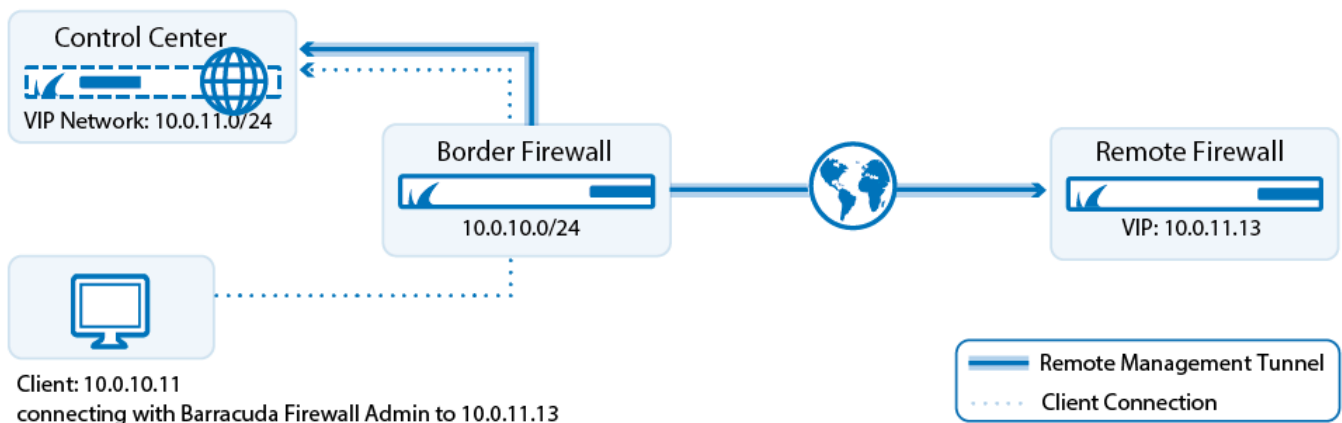 Control Center
VIP Network: 10.0.11.0/24
Border Firewall
10.0.10.0/24
Remote Firewall
VIP: 10.0.11.13
Client: 10.0.10.11
connecting with Barracuda Firewall Admin to 10.0.11.13
Remote Management Tunnel
Client Connection